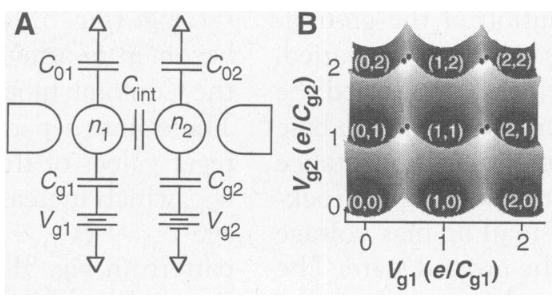 A
C01 C02
Cint
n1 n2
Cg1 Cg2
Vg1 Vg2
B
Vg2 (e/Cg2)
2
1
0
(0,2) (1,2) (2,2)
(0,1) (1,1) (2,1)
(0,0) (1,0) (2,0)
0 1 2
Vg1 (e/Cg1)